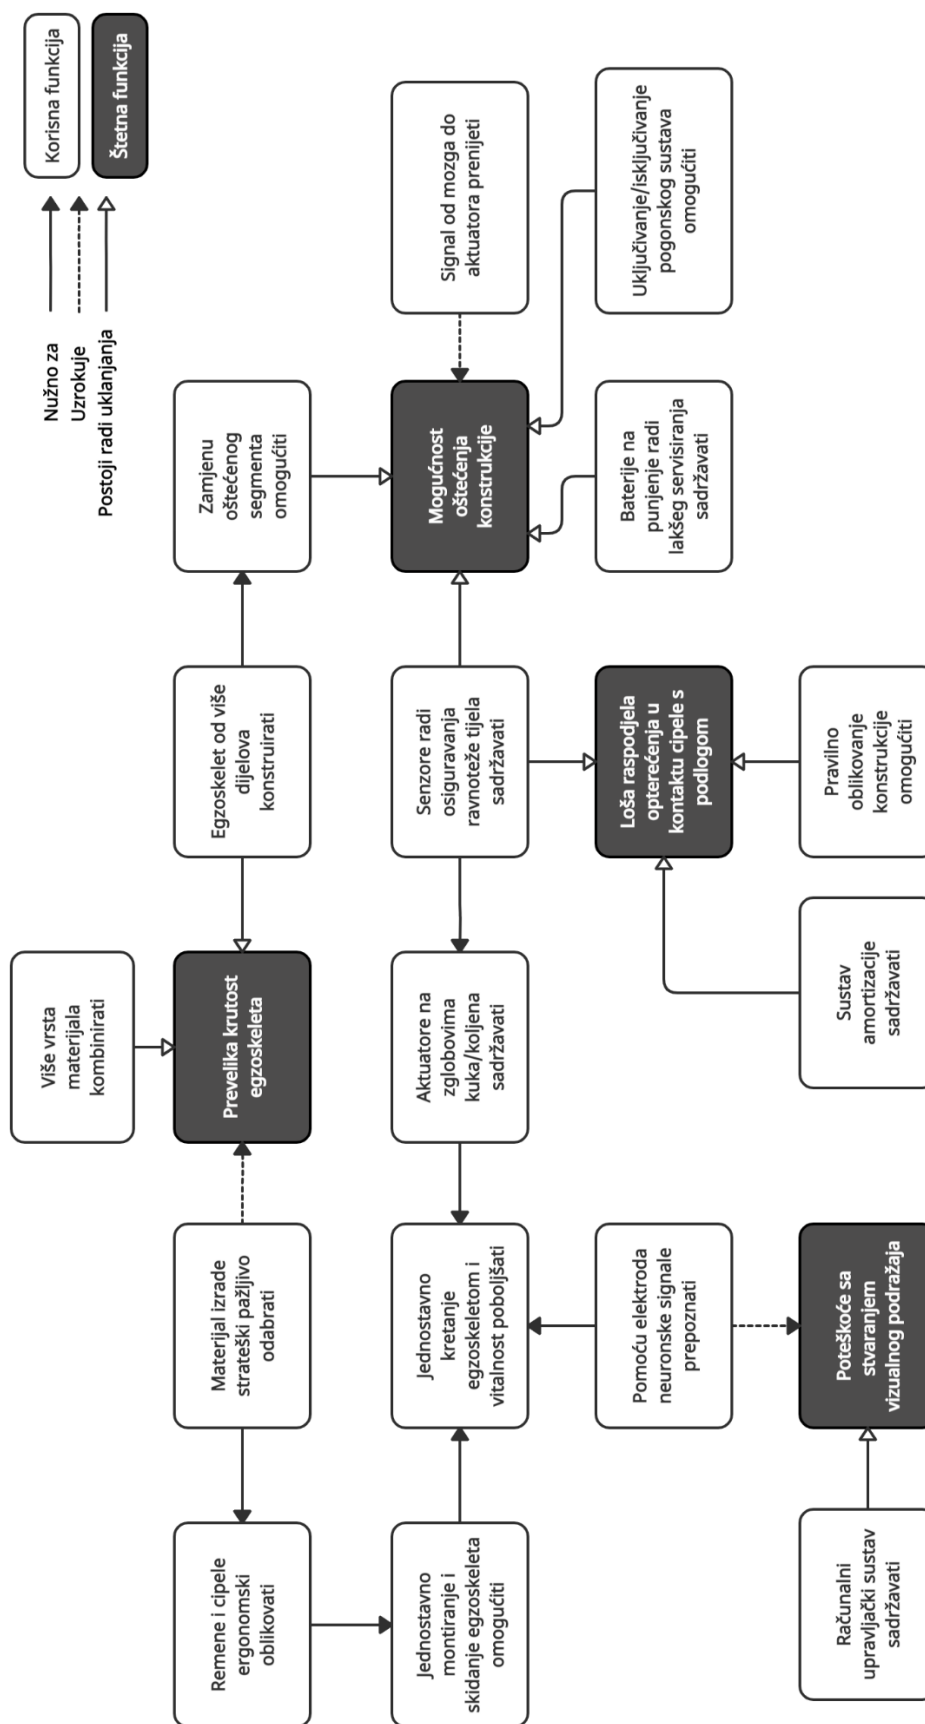 Nužno za
Uzrokuje
Postoji radi uklanjanja
Korisna funkcija
Štetna funkcija
Više vrsta
materijala
kombinirati
Remene i cipele
ergonomski
oblikovati
Materijal izrade
strateški pažljivo
odabrati
Prevelika krutost
egzoskeleta
Egzoskelet od više
dijelova
konstruirati
Zamjenu
oštećenog
segmenta
omogućiti
Jednostavno
montiranje i
skidanje egzoskeleta
omogućiti
Jednostavno
kretanje
egzoskeletom i
vitalnost poboljšati
Aktuatore na
zglobovima
kuka/koljena
sadržavati
Senzore radi
osiguravanja
ravnoteže tijela
sadržavati
Mogućnost
oštećenja
konstrukcije
Signal od mozga do
aktuatora prenijeti
Pomoću elektroda
neuronske signale
prepoznati
Loša raspodjela
opterećenja u
kontaktu cipele s
podlogom
Baterije na
punjenje radi
lakšeg servisiranja
sadržavati
Uključivanje/isključivanje
pogonskog sustava
omogućiti
Računalni
upravljački sustav
sadržavati
Poteškoće sa
stvaranjem
vizualnog podražaja
Sustav
amortizacije
sadržavati
Pravilno
oblikovanje
konstrukcije
omogućiti